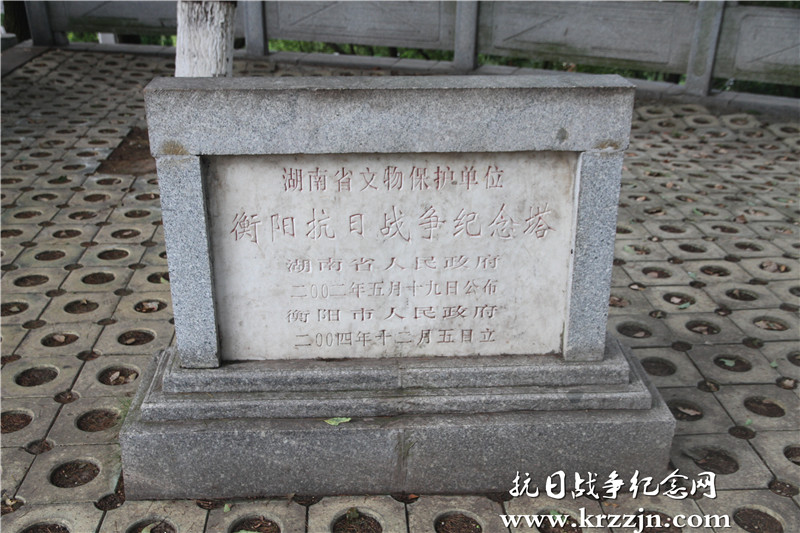 湖南省文物保护单位
衡阳抗日战争纪念塔
湖南省人民政府
二00二年五月十九日公布
衡阳市人民政府
二00四年十二月五日立
抗日战争纪念网
www.krzzjn.com